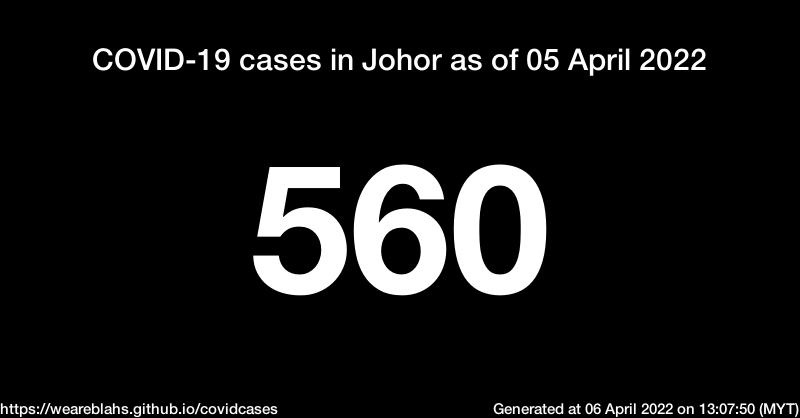 COVID-19 cases in Johor as of 05 April 2022
560
https://weareblahs.github.io/covidcases
Generated at 06 April 2022 on 13:07:50 (MYT)